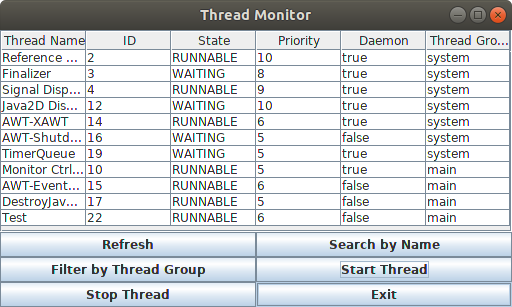 Thread Monitor
Thread Name ID State Priority Daemon Thread Gro...
Reference ... 2 RUNNABLE 10 true system
Finalizer 3 WAITING 8 true system
Signal Disp... 4 RUNNABLE 9 true system
Java2D Dis... 12 WAITING 10 true system
AWT-XAWT 14 RUNNABLE 6 true system
AWT-Shutd... 16 WAITING 5 false system
TimerQueue 19 WAITING 5 true system
Monitor Ctrl... 10 RUNNABLE 5 true main
AWT-Event... 15 RUNNABLE 6 false main
DestroyJav... 17 RUNNABLE 5 false main
Test 22 RUNNABLE 6 false main
Refresh Search by Name
Filter by Thread Group Start Thread
Stop Thread Exit